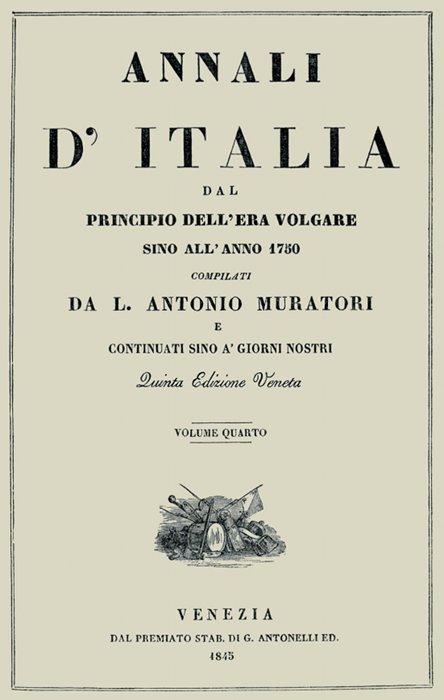 ANNALI
D' ITALIA
DAL
PRINCIPIO DELL'ERA VOLGARE
SINO ALL'ANNO 1750
COMPILATI
DA L. ANTONIO MURATORI
E
CONTINUATI SINO A' GIORNI NOSTRI
Quinta Edizione Veneta
VOLUME QUARTO
VENEZIA
DAL PREMIATO STAB. DI G. ANTONELLI ED.
1845